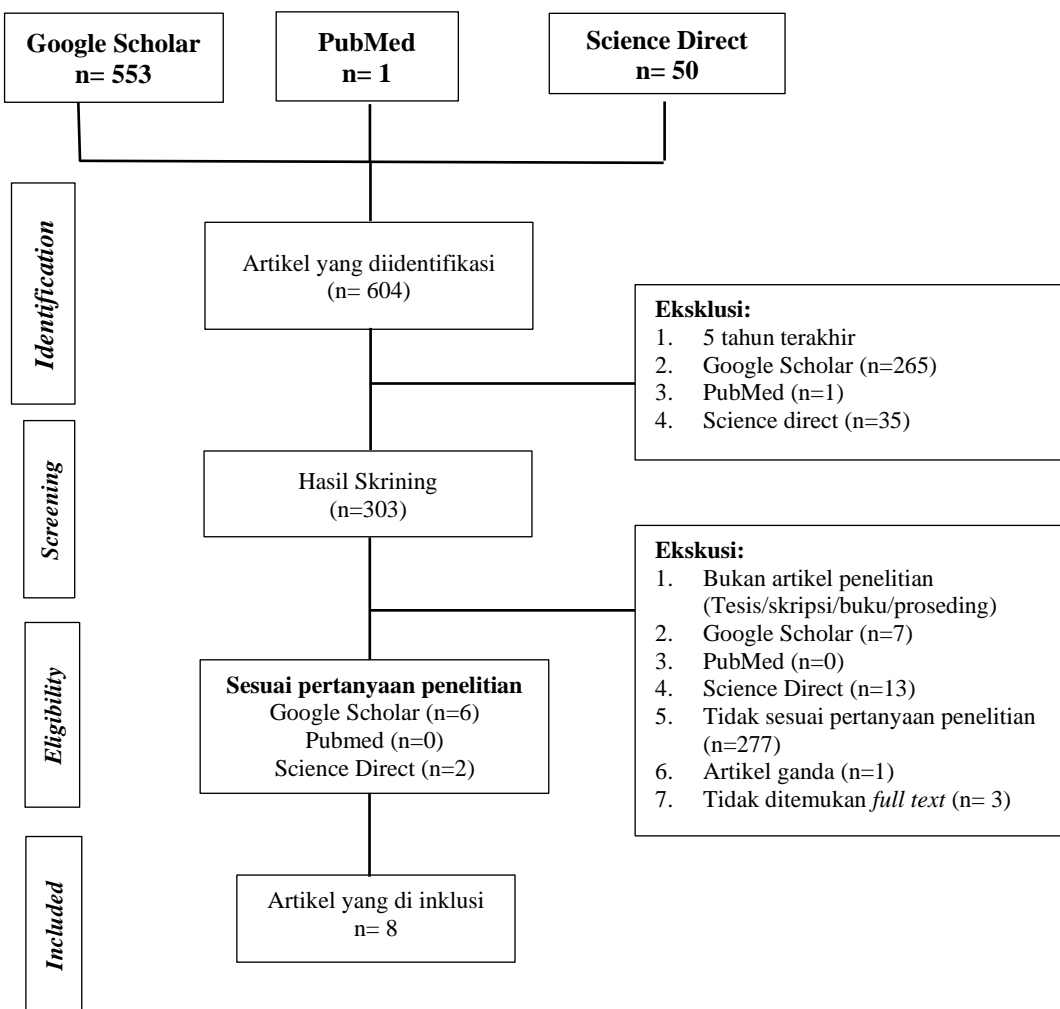 Google Scholar
n= 553
PubMed
n= 1
Science Direct
n= 50
Identification
Artikel yang diidentifikasi
(n= 604)
Eksklusi:
1. 5 tahun terakhir
2. Google Scholar (n=265)
3. PubMed (n=1)
4. Science direct (n=35)
Screening
Hasil Skrining
(n=303)
Ekskusi:
1. Bukan artikel penelitian
(Tesis/skripsi/buku/proseding)
2. Google Scholar (n=7)
3. PubMed (n=0)
4. Science Direct (n=13)
5. Tidak sesuai pertanyaan penelitian
(n=277)
6. Artikel ganda (n=1)
7. Tidak ditemukan full text (n= 3)
Eligibility
Sesuai pertanyaan penelitian
Google Scholar (n=6)
Pubmed (n=0)
Science Direct (n=2)
Included
Artikel yang di inklusi
n= 8